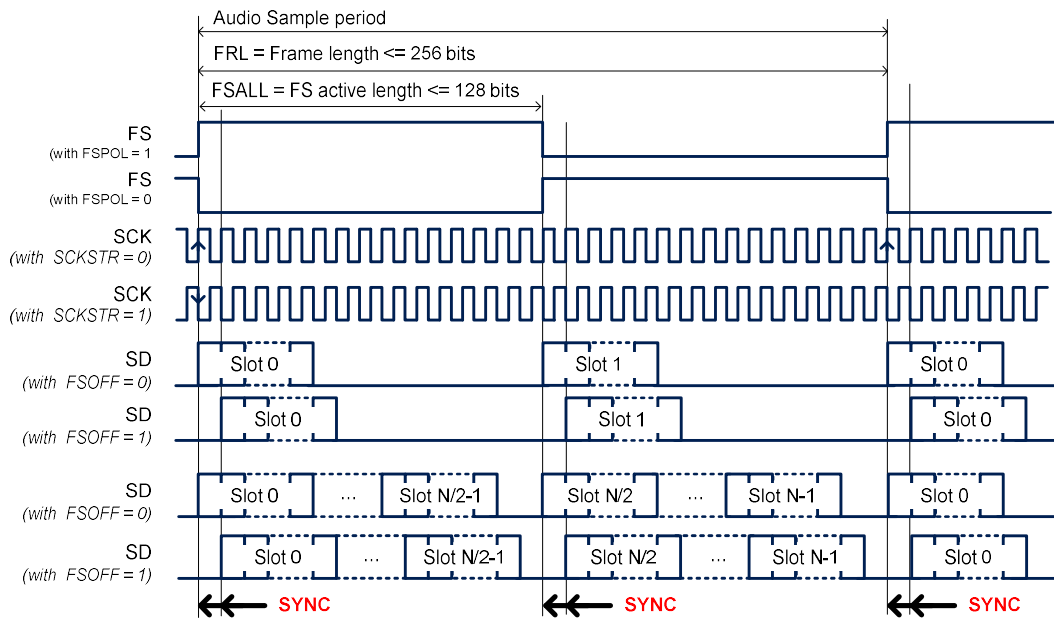 Audio Sample period
FRL = Frame length <= 256 bits
FSALL = FS active length <= 128 bits
FS
(with FSPOL = 1
FS
(with FSPOL = 0
SCK
(with SCKSTR = 0)
SCK
(with SCKSTR = 1)
SD
(with FSOFF = 0)
Slot 0 Slot 1 Slot 0
SD
(with FSOFF = 1)
Slot 0 Slot 1 Slot 0
SD
(with FSOFF = 0)
Slot 0 ... Slot N/2-1 Slot N/2 ... Slot N-1 Slot 0
SD
(with FSOFF = 1)
Slot 0 ... Slot N/2-1 Slot N/2 ... Slot N-1 Slot 0
SYNC SYNC SYNC